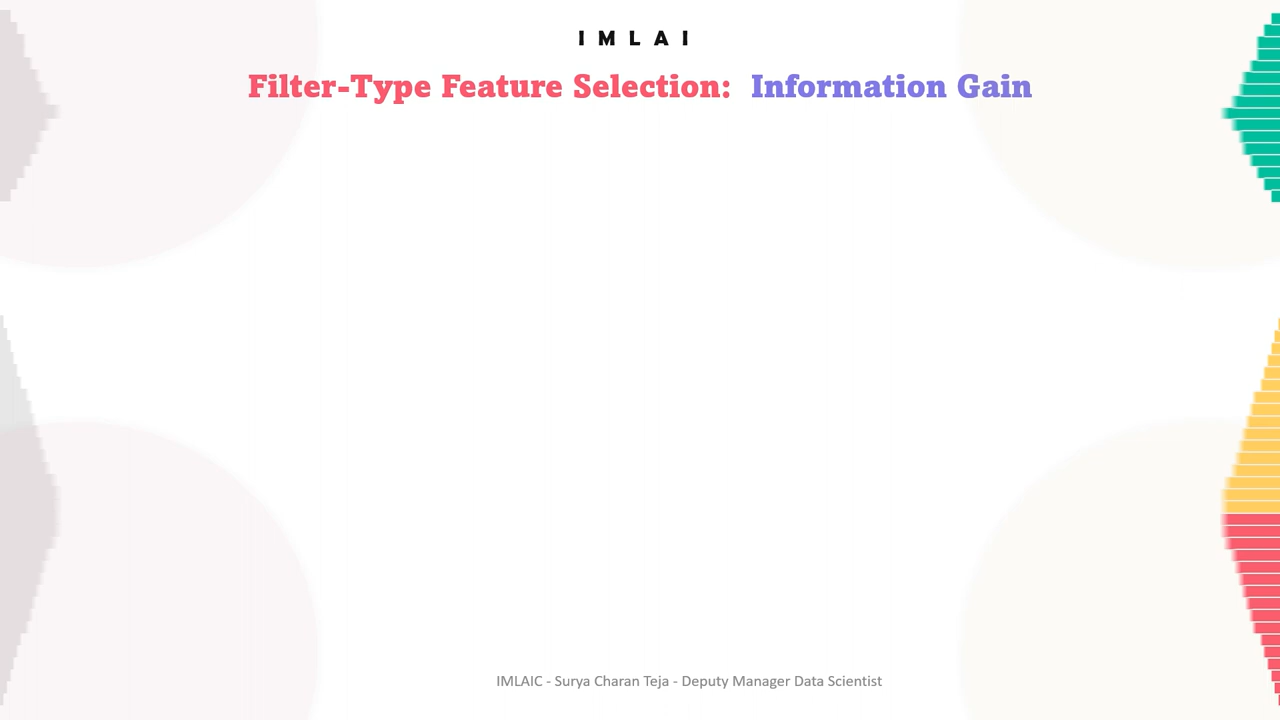 IMLAI
Filter-Type Feature Selection: Information Gain
IMLAIC - Surya Charan Teja - Deputy Manager Data Scientist